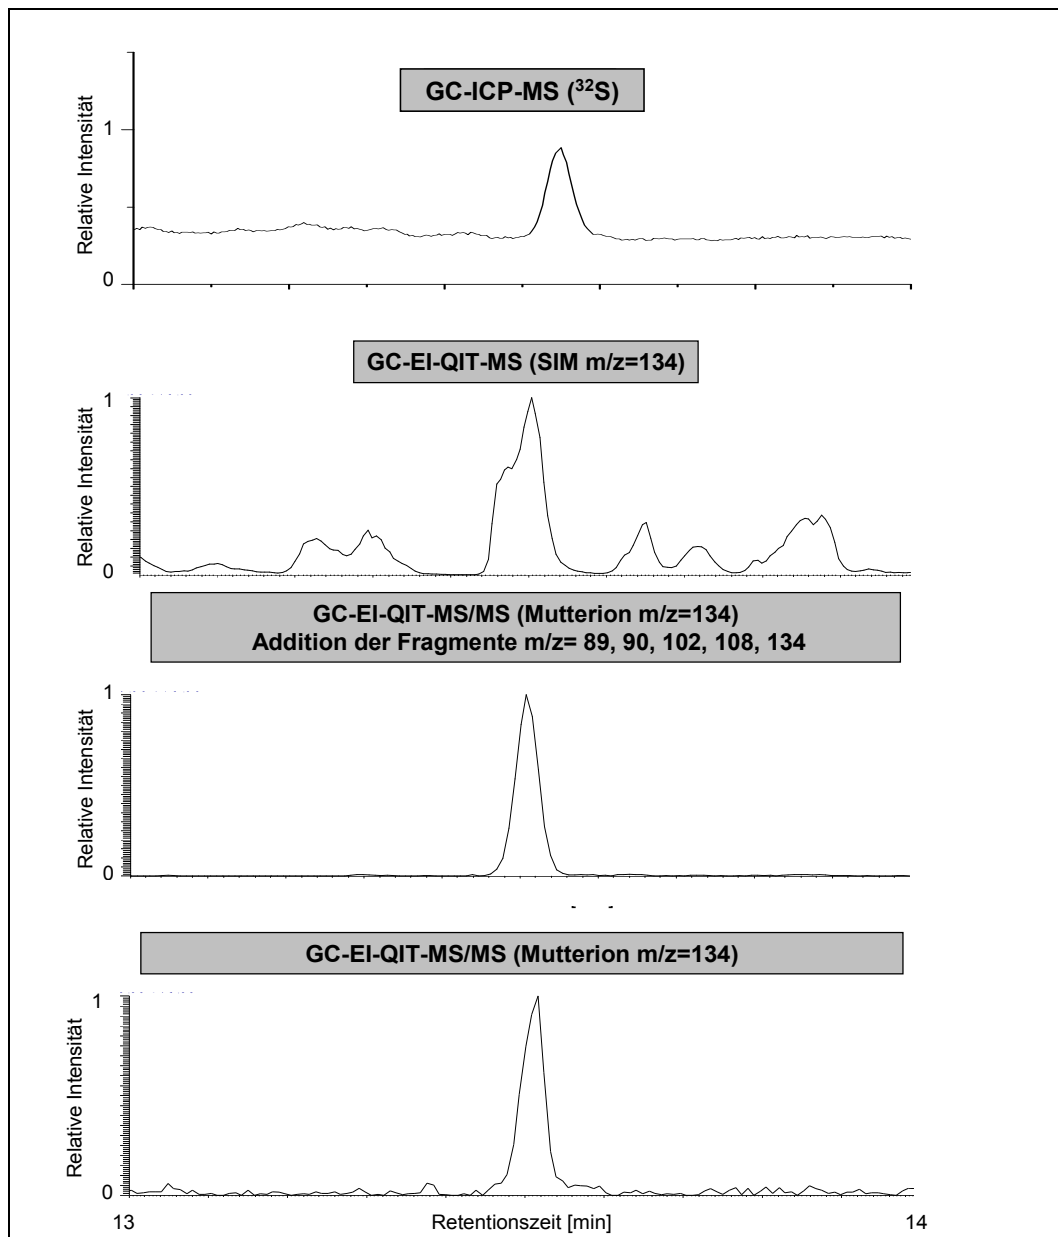 GC-ICP-MS (³²S)
Relative Intensität
1
0
GC-EI-QIT-MS (SIM m/z=134)
Relative Intensität
1
0
GC-EI-QIT-MS/MS (Mutterion m/z=134)
Addition der Fragmente m/z= 89, 90, 102, 108, 134
Relative Intensität
1
0
GC-EI-QIT-MS/MS (Mutterion m/z=134)
Relative Intensität
1
0
13 Retentionszeit [min] 14